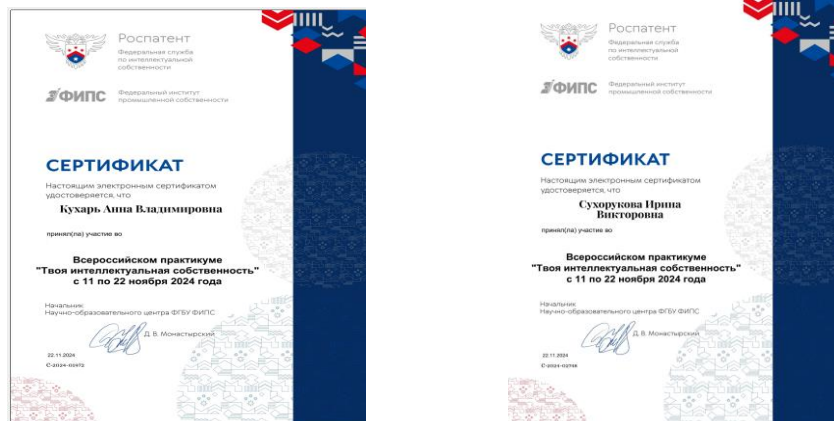 Роспатент
Федеральная служба
по интеллектуальной
собственности
ФИПС
Федеральный институт
промышленной собственности
СЕРТИФИКАТ
Настоящим электронным сертификатом
удостоверяется, что
Кухарь Анна Владимировна
принял(ла) участие во
Всероссийском практикуме
"Твоя интеллектуальная собственность"
с 11 по 22 ноября 2024 года
Начальник
Научно-образовательного центра ФГБУ ФИПС
Д. В. Монастырский
22.11.2024
Роспатент
Федеральная служба
по интеллектуальной
собственности
ФИПС
Федеральный институт
промышленной собственности
СЕРТИФИКАТ
Настоящим электронным сертификатом
удостоверяется, что
Сухорукова Ирина
Викторовна
принял(ла) участие во
Всероссийском практикуме
"Твоя интеллектуальная собственность"
с 11 по 22 ноября 2024 года
Начальник
Научно-образовательного центра ФГБУ ФИПС
Д. В. Монастырский
22.11.2024